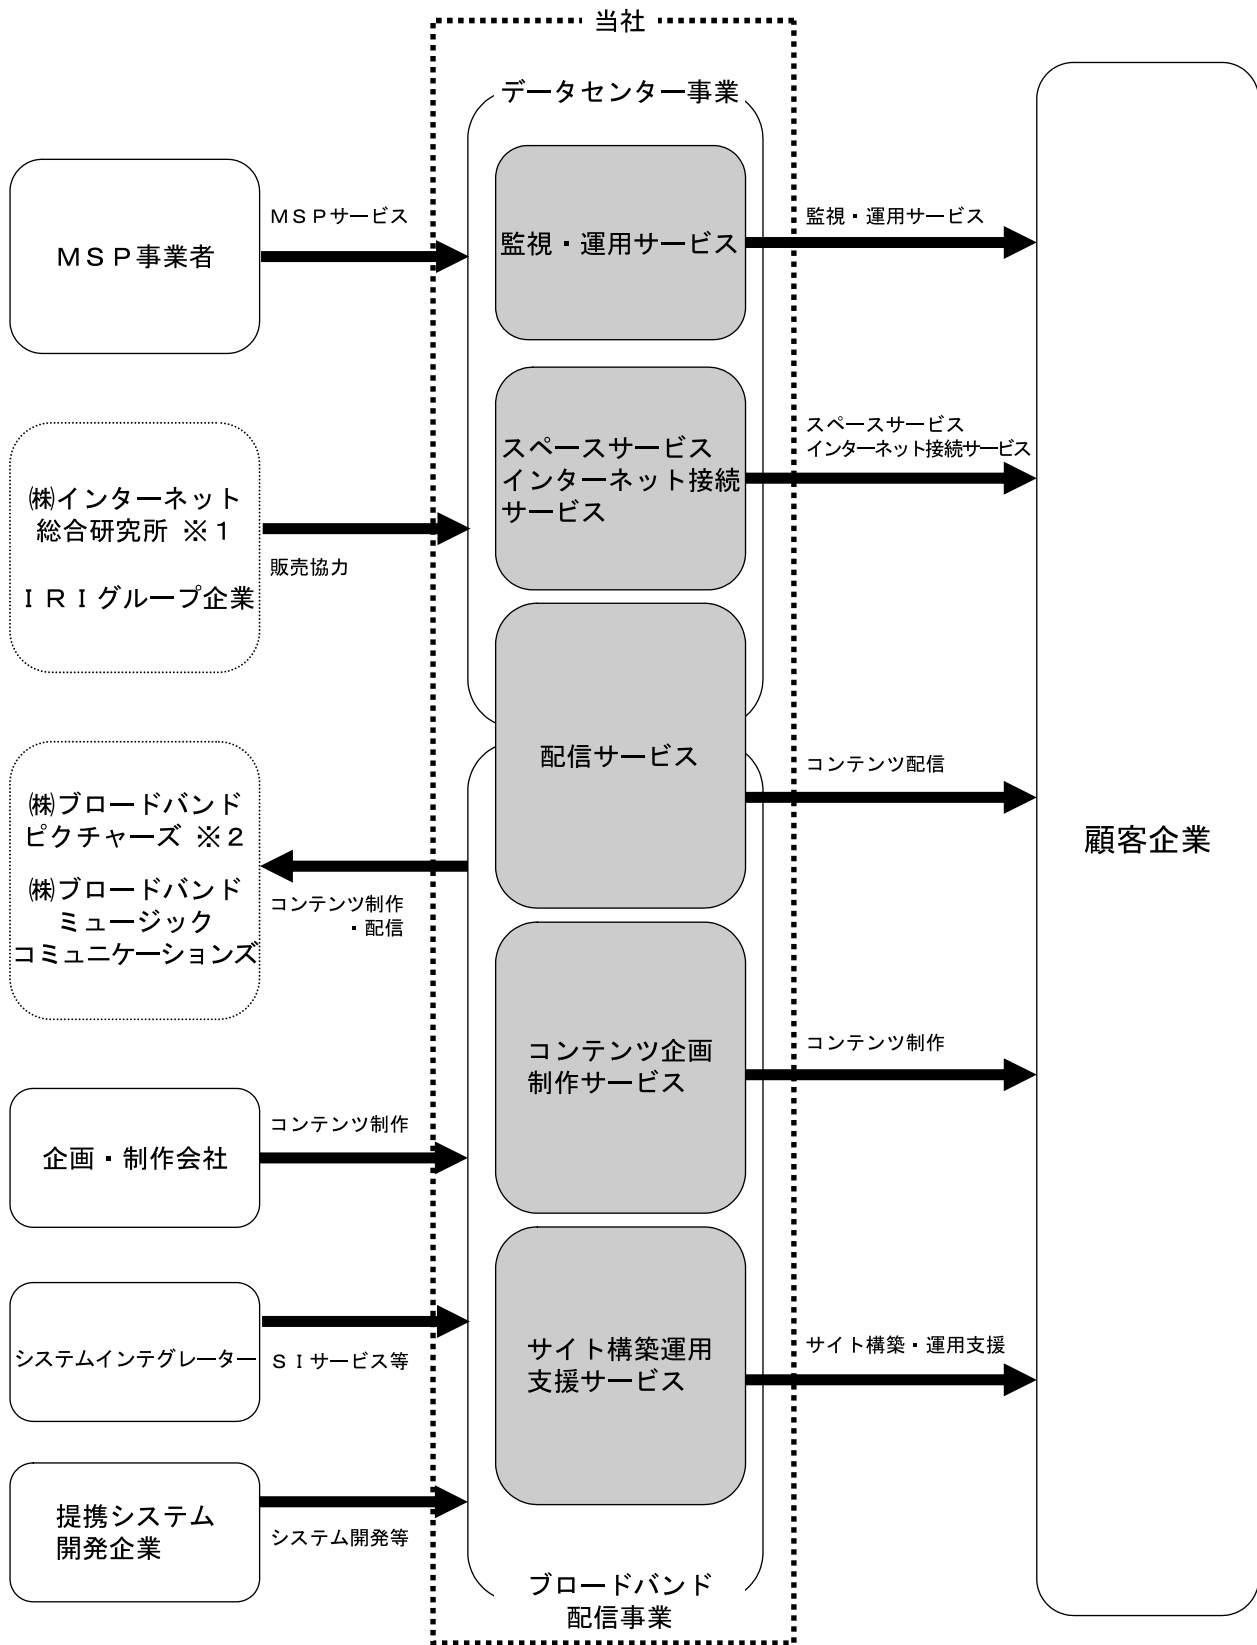 当社
データセンター事業
ＭＳＰ事業者
ＭＳＰサービス
監視・運用サービス
監視・運用サービス
㈱インターネット
総合研究所 ※１
ＩＲＩグループ企業
販売協力
スペースサービス
インターネット接続
サービス
スペースサービス
インターネット接続サービス
㈱ブロードバンド
ピクチャーズ ※２
㈱ブロードバンド
ミュージック
コミュニケーションズ
コンテンツ制作
・配信
配信サービス
コンテンツ配信
顧客企業
企画・制作会社
コンテンツ制作
コンテンツ企画
制作サービス
コンテンツ制作
システムインテグレーター
ＳＩサービス等
サイト構築運用
支援サービス
サイト構築・運用支援
提携システム
開発企業
システム開発等
ブロードバンド
配信事業